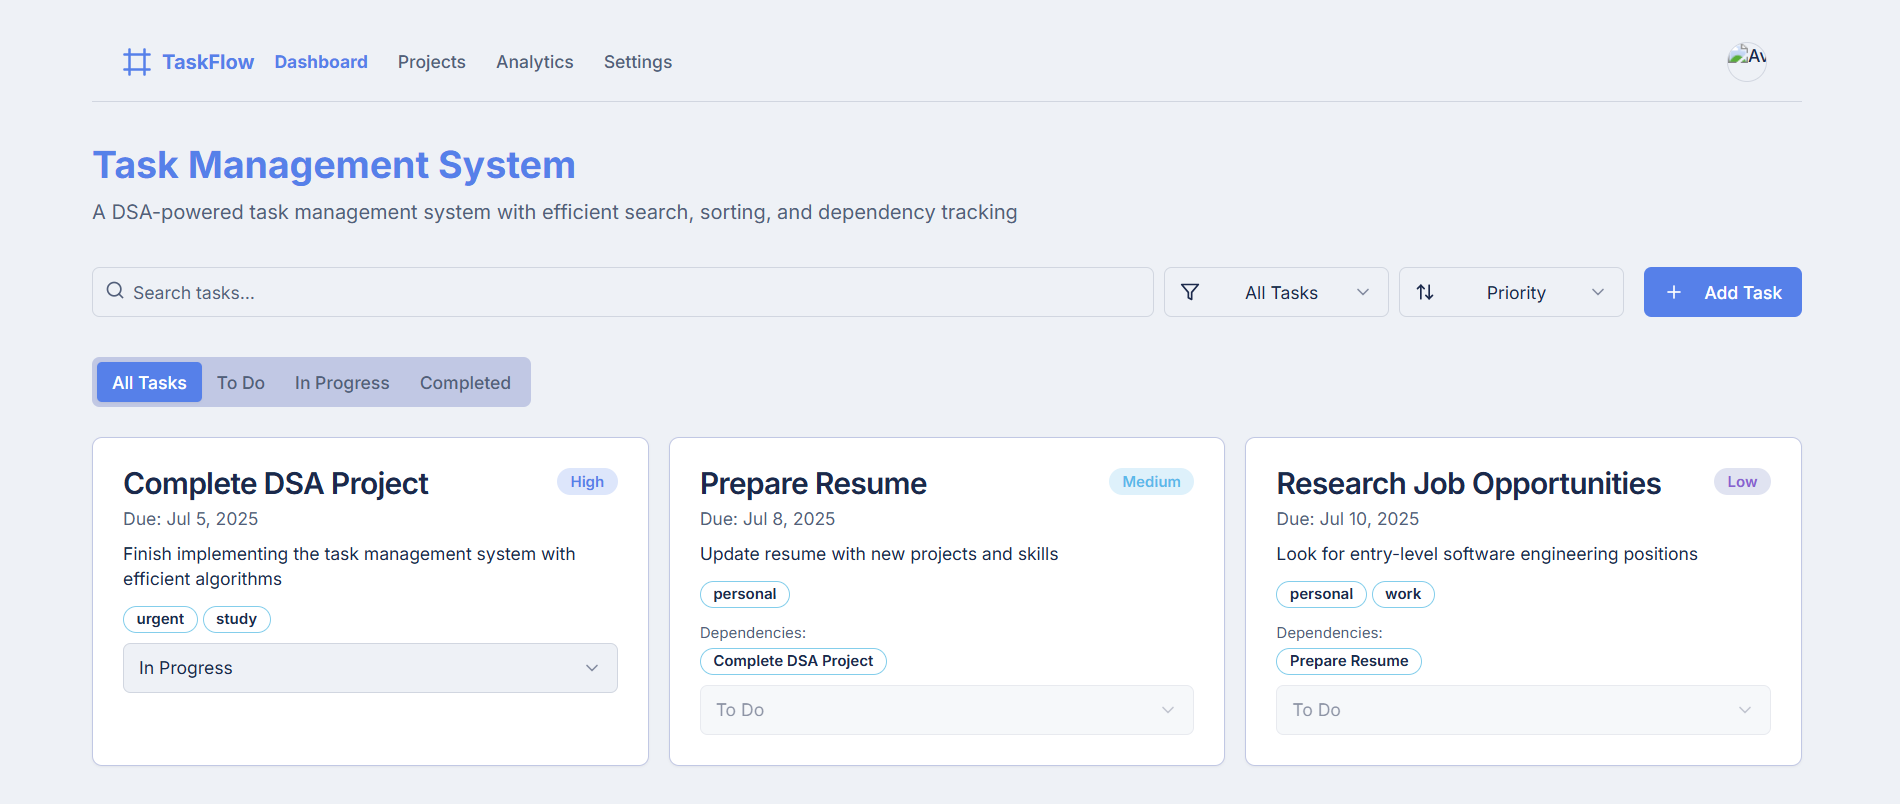 TaskFlow Dashboard Projects Analytics Settings
Av
Task Management System
A DSA-powered task management system with efficient search, sorting, and dependency tracking
Search tasks... All Tasks Priority Add Task
All Tasks To Do In Progress Completed
Complete DSA Project High
Due: Jul 5, 2025
Finish implementing the task management system with
efficient algorithms
urgent study
In Progress
Prepare Resume Medium
Due: Jul 8, 2025
Update resume with new projects and skills
personal
Dependencies:
Complete DSA Project
To Do
Research Job Opportunities Low
Due: Jul 10, 2025
Look for entry-level software engineering positions
personal work
Dependencies:
Prepare Resume
To Do